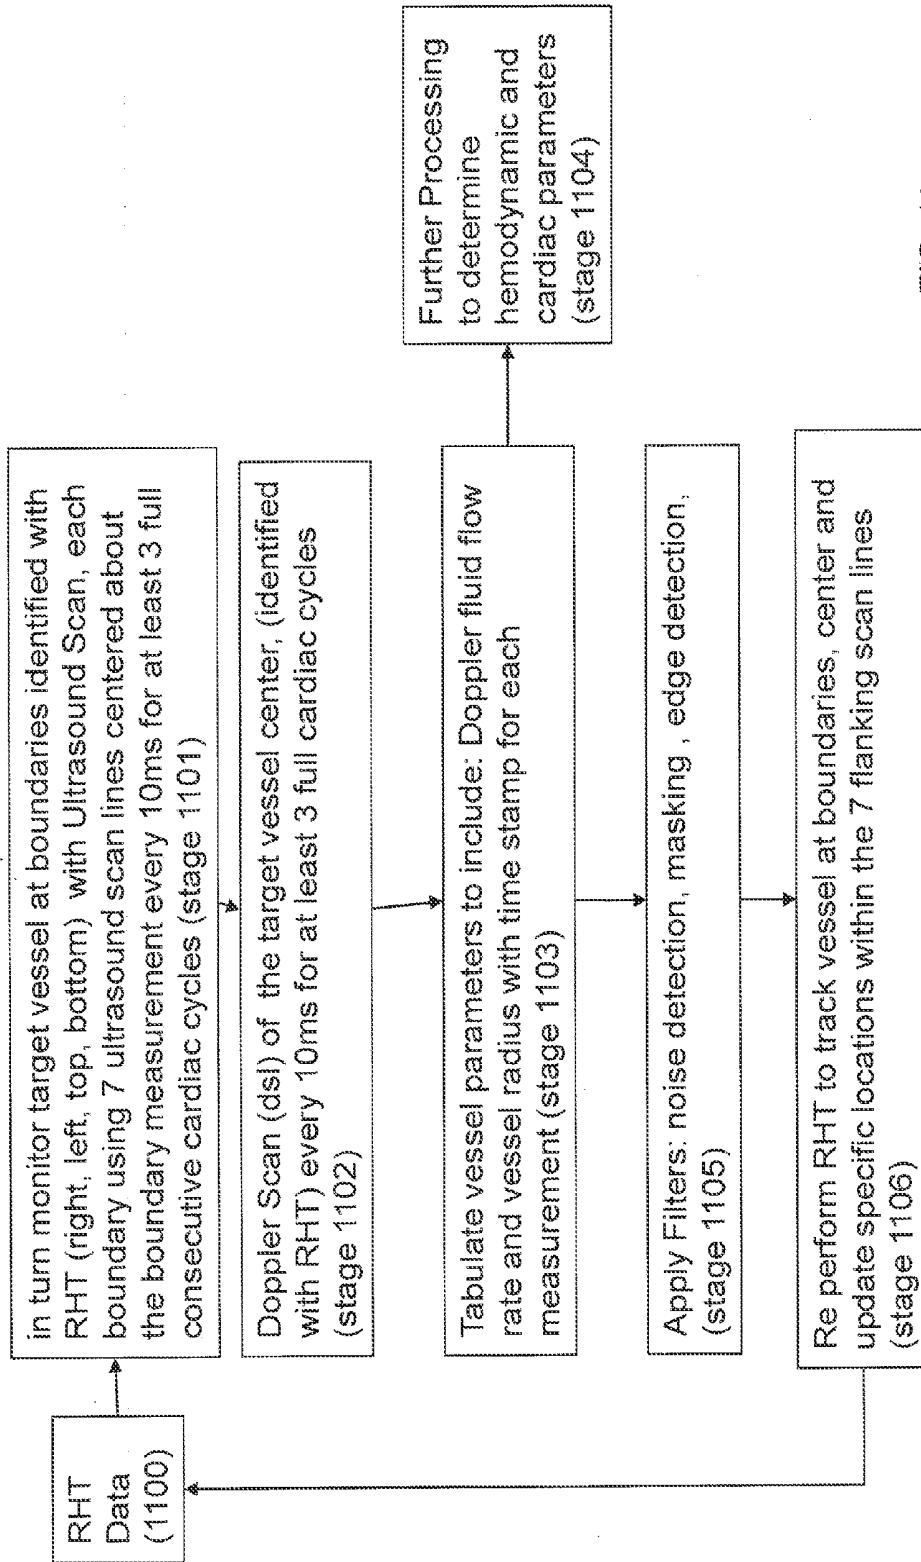 RHT
Data
(1100)
in turn monitor target vessel at boundaries identified with
RHT (right, left, top, bottom) with Ultrasound Scan, each
boundary using 7 ultrasound scan lines centered about
the boundary measurement every 10ms for at least 3 full
consecutive cardiac cycles (stage 1101)
Doppler Scan (dsl) of the target vessel center, (identified
with RHT) every 10ms for at least 3 full cardiac cycles
(stage 1102)
Tabulate vessel parameters to include: Doppler fluid flow
rate and vessel radius with time stamp for each
measurement (stage 1103)
Further Processing
to determine
hemodynamic and
cardiac parameters
(stage 1104)
Apply Filters: noise detection, masking , edge detection,
(stage 1105)
Re perform RHT to track vessel at boundaries, center and
update specific locations within the 7 flanking scan lines
(stage 1106)